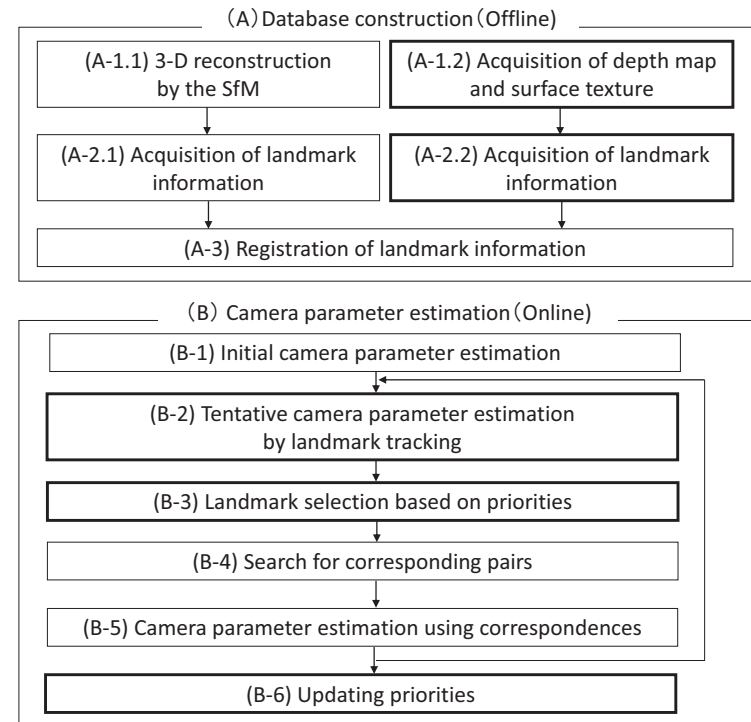 (A) Database construction (Offline)
(A-1.1) 3-D reconstruction
by the SfM
(A-1.2) Acquisition of depth map
and surface texture
(A-2.1) Acquisition of landmark
information
(A-2.2) Acquisition of landmark
information
(A-3) Registration of landmark information
(B) Camera parameter estimation (Online)
(B-1) Initial camera parameter estimation
(B-2) Tentative camera parameter estimation
by landmark tracking
(B-3) Landmark selection based on priorities
(B-4) Search for corresponding pairs
(B-5) Camera parameter estimation using correspondences
(B-6) Updating priorities